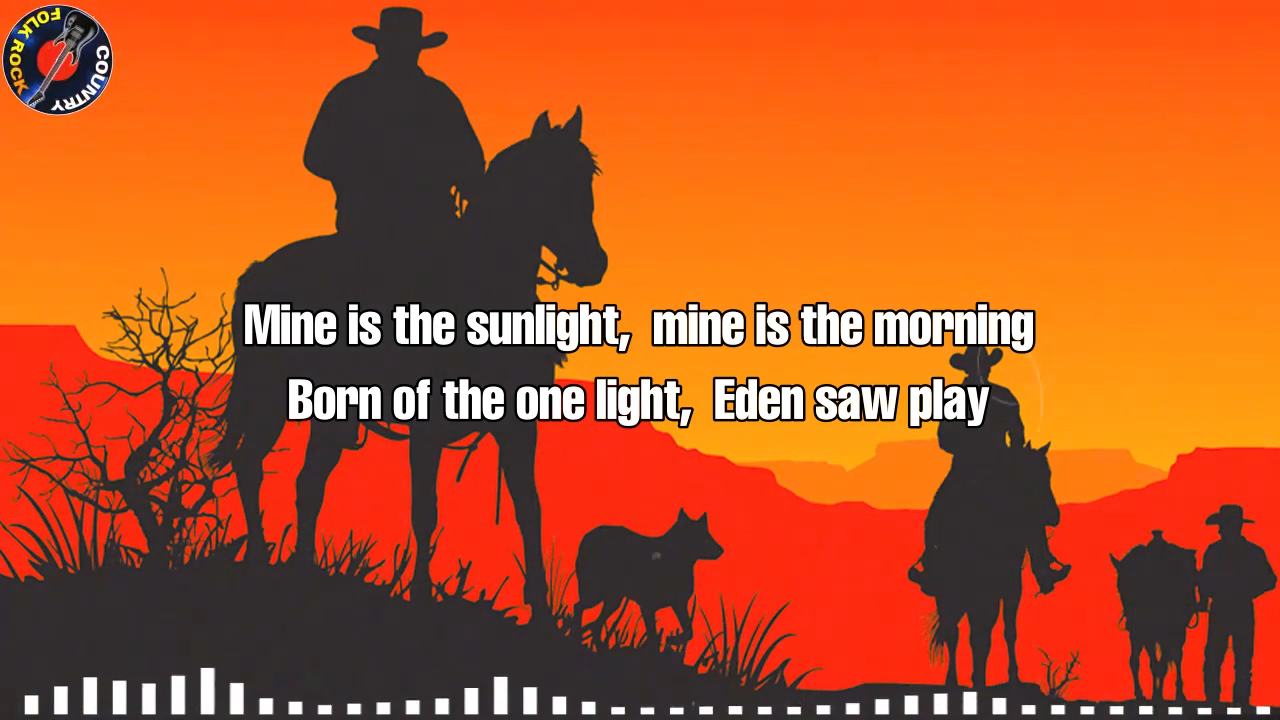 FOLK ROCK
COUNTRY
Mine is the sunlight,  mine is the morning
Born of the one light,  Eden saw play